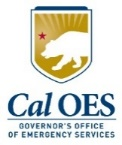 Cal OES
GOVERNOR'S OFFICE
OF EMERGENCY SERVICES